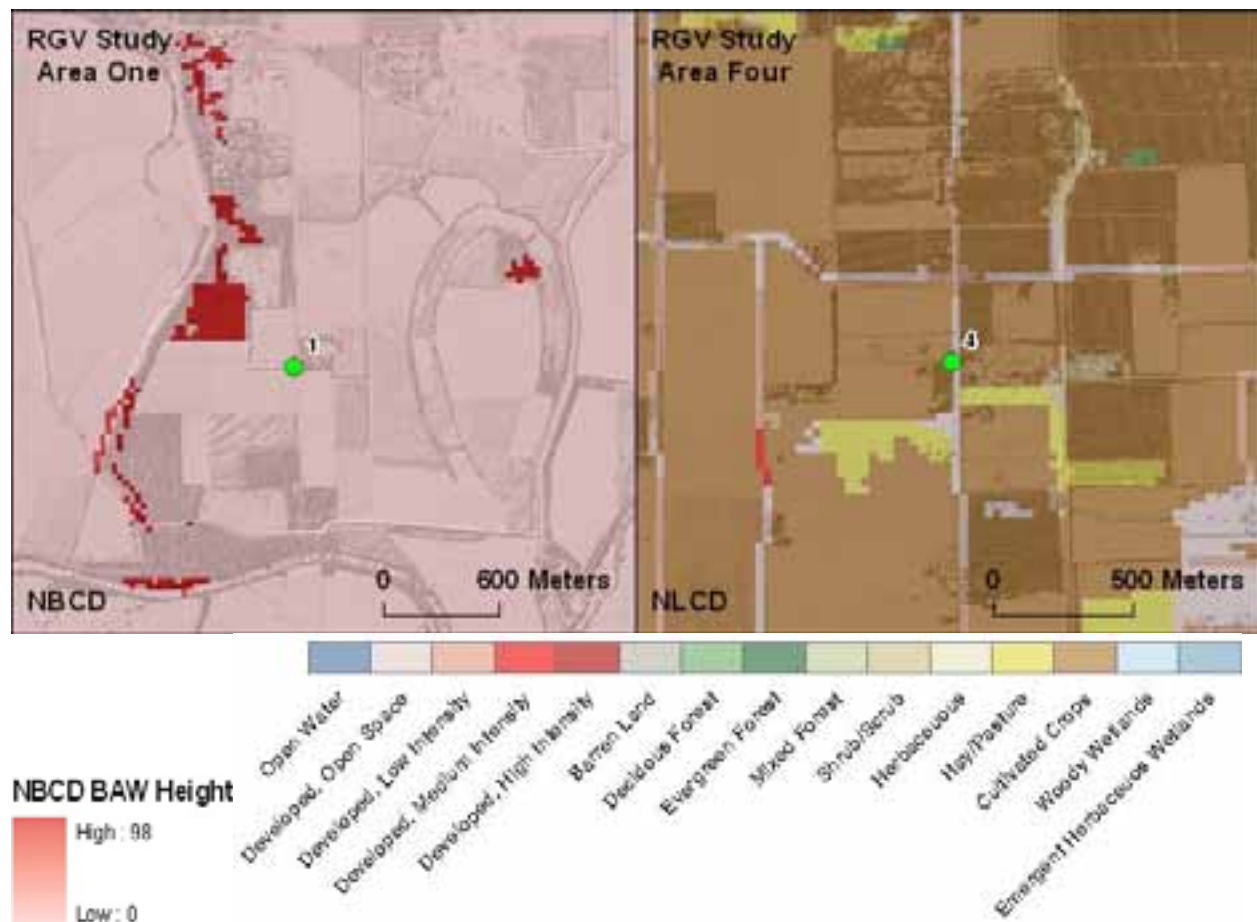 RGV Study
Area One
1
0 600 Meters
NBCD
RGV Study
Area Four
4
0 500 Meters
NLCD
Open Water
Developed, Open Space
Developed, Low Intensity
Developed, Medium Intensity
Developed, High Intensity
Barren Land
Decidous Forest
Evergreen Forest
Mixed Forest
Shrub/Scrub
Herbaceuous
Hay/Pasture
Cultivated Crops
Woody Wetlands
Emergent Herbaceuos Wetlands
NBCD BAW Height
High : 98
Low : 0